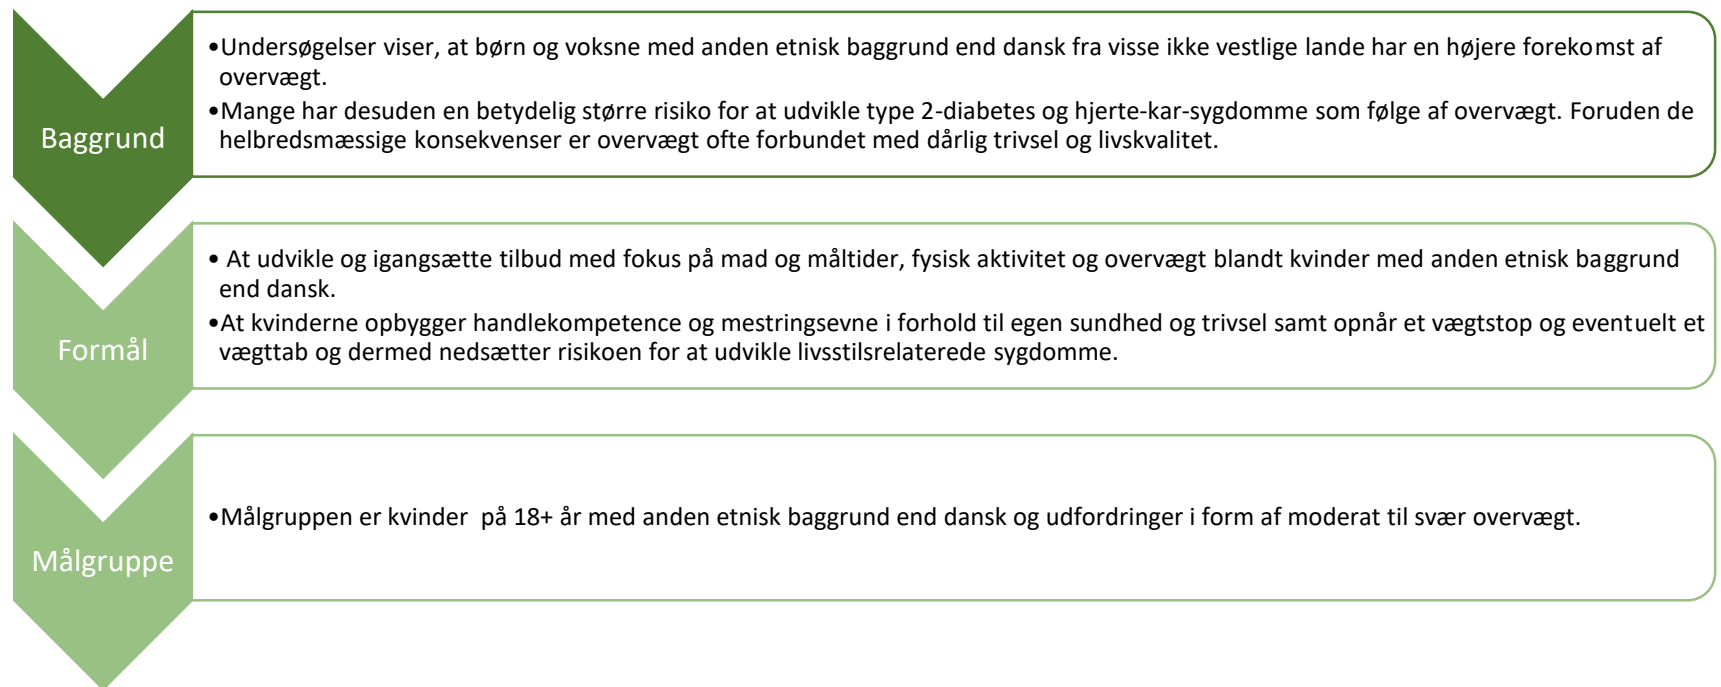 Baggrund
•Undersøgelser viser, at børn og voksne med anden etnisk baggrund end dansk fra visse ikke vestlige lande har en højere forekomst af
overvægt.
•Mange har desuden en betydelig større risiko for at udvikle type 2-diabetes og hjerte-kar-sygdomme som følge af overvægt. Foruden de
helbredsmæssige konsekvenser er overvægt ofte forbundet med dårlig trivsel og livskvalitet.
Formål
• At udvikle og igangsætte tilbud med fokus på mad og måltider, fysisk aktivitet og overvægt blandt kvinder med anden etnisk baggrund
end dansk.
•At kvinderne opbygger handlekompetence og mestringsevne i forhold til egen sundhed og trivsel samt opnår et vægtstop og eventuelt et
vægttab og dermed nedsætter risikoen for at udvikle livsstilsrelaterede sygdomme.
Målgruppe
•Målgruppen er kvinder  på 18+ år med anden etnisk baggrund end dansk og udfordringer i form af moderat til svær overvægt.